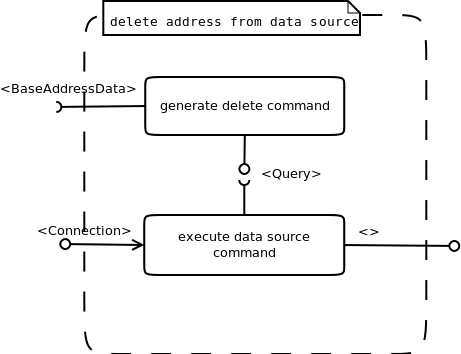 delete address from data source
<BaseAddressData>
generate delete command
<Query>
<Connection>
execute data source
command
<>